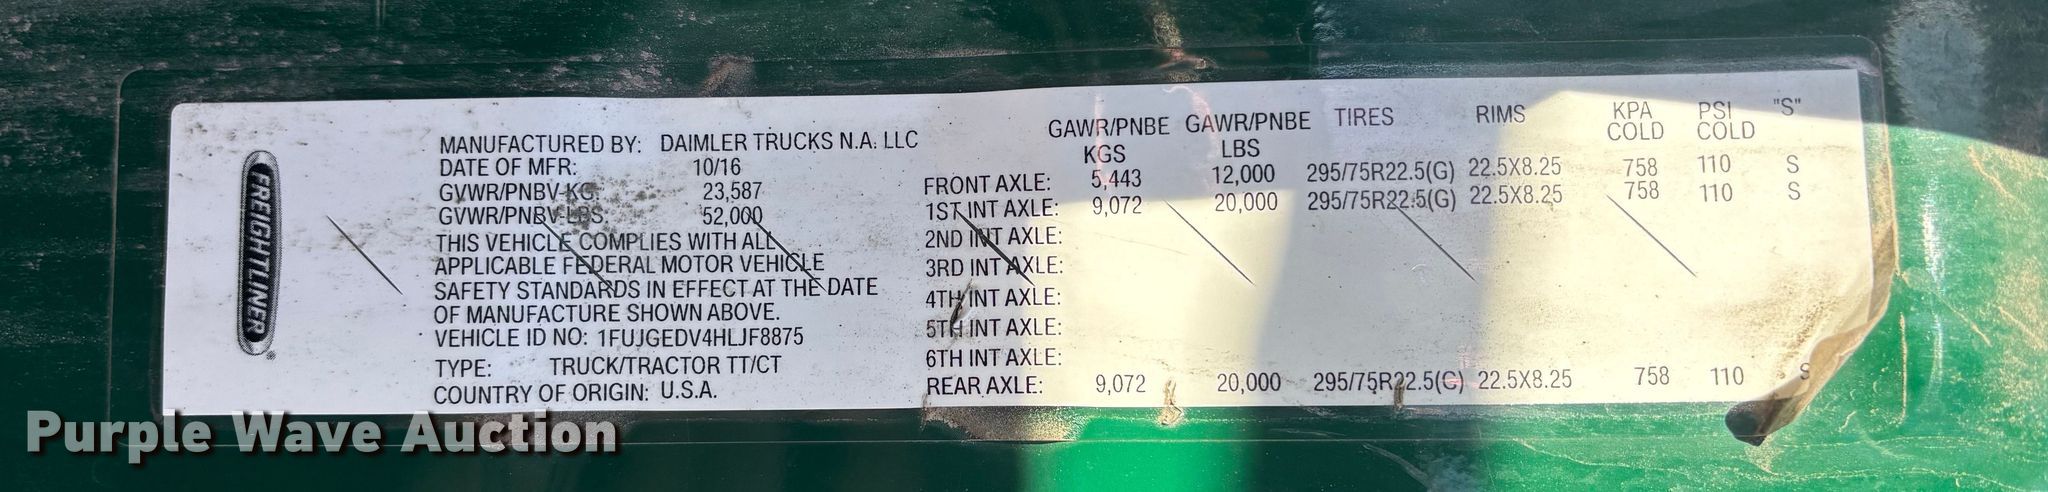 FREIGHTLINER
MANUFACTURED BY: DAIMLER TRUCKS N.A. LLC
DATE OF MFR: 10/16
GVWR/PNBV-KG: 23,587
GVWR/PNBV-LBS: 52,000
THIS VEHICLE COMPLIES WITH ALL
APPLICABLE FEDERAL MOTOR VEHICLE
SAFETY STANDARDS IN EFFECT AT THE DATE
OF MANUFACTURE SHOWN ABOVE.
VEHICLE ID NO: 1FUJGEDV4HLJF8875
TYPE: TRUCK/TRACTOR TT/CT
COUNTRY OF ORIGIN: U.S.A.
GAWR/PNBE GAWR/PNBE TIRES RIMS KPA PSI "S"
KGS LBS COLD COLD
FRONT AXLE: 5,443 12,000 295/75R22.5(G) 22.5X8.25 758 110 S
1ST INT AXLE: 9,072 20,000 295/75R22.5(G) 22.5X8.25 758 110 S
2ND INT AXLE:
3RD INT AXLE:
4TH INT AXLE:
5TH INT AXLE:
6TH INT AXLE:
REAR AXLE: 9,072 20,000 295/75R22.5(G) 22.5X8.25 758 110 S
Purple Wave Auction